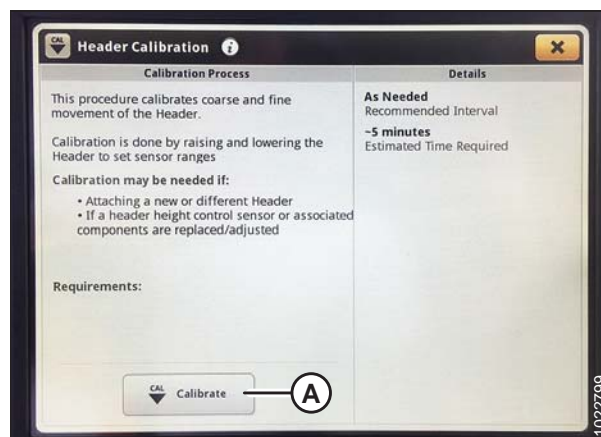 CAL Header Calibration i
Calibration Process
This procedure calibrates coarse and fine
movement of the Header.
Calibration is done by raising and lowering the
Header to set sensor ranges
Calibration may be needed if:
• Attaching a new or different Header
• If a header height control sensor or associated
components are replaced/adjusted
Requirements:
CAL Calibrate
A
Details
As Needed
Recommended Interval
~5 minutes
Estimated Time Required
1022799